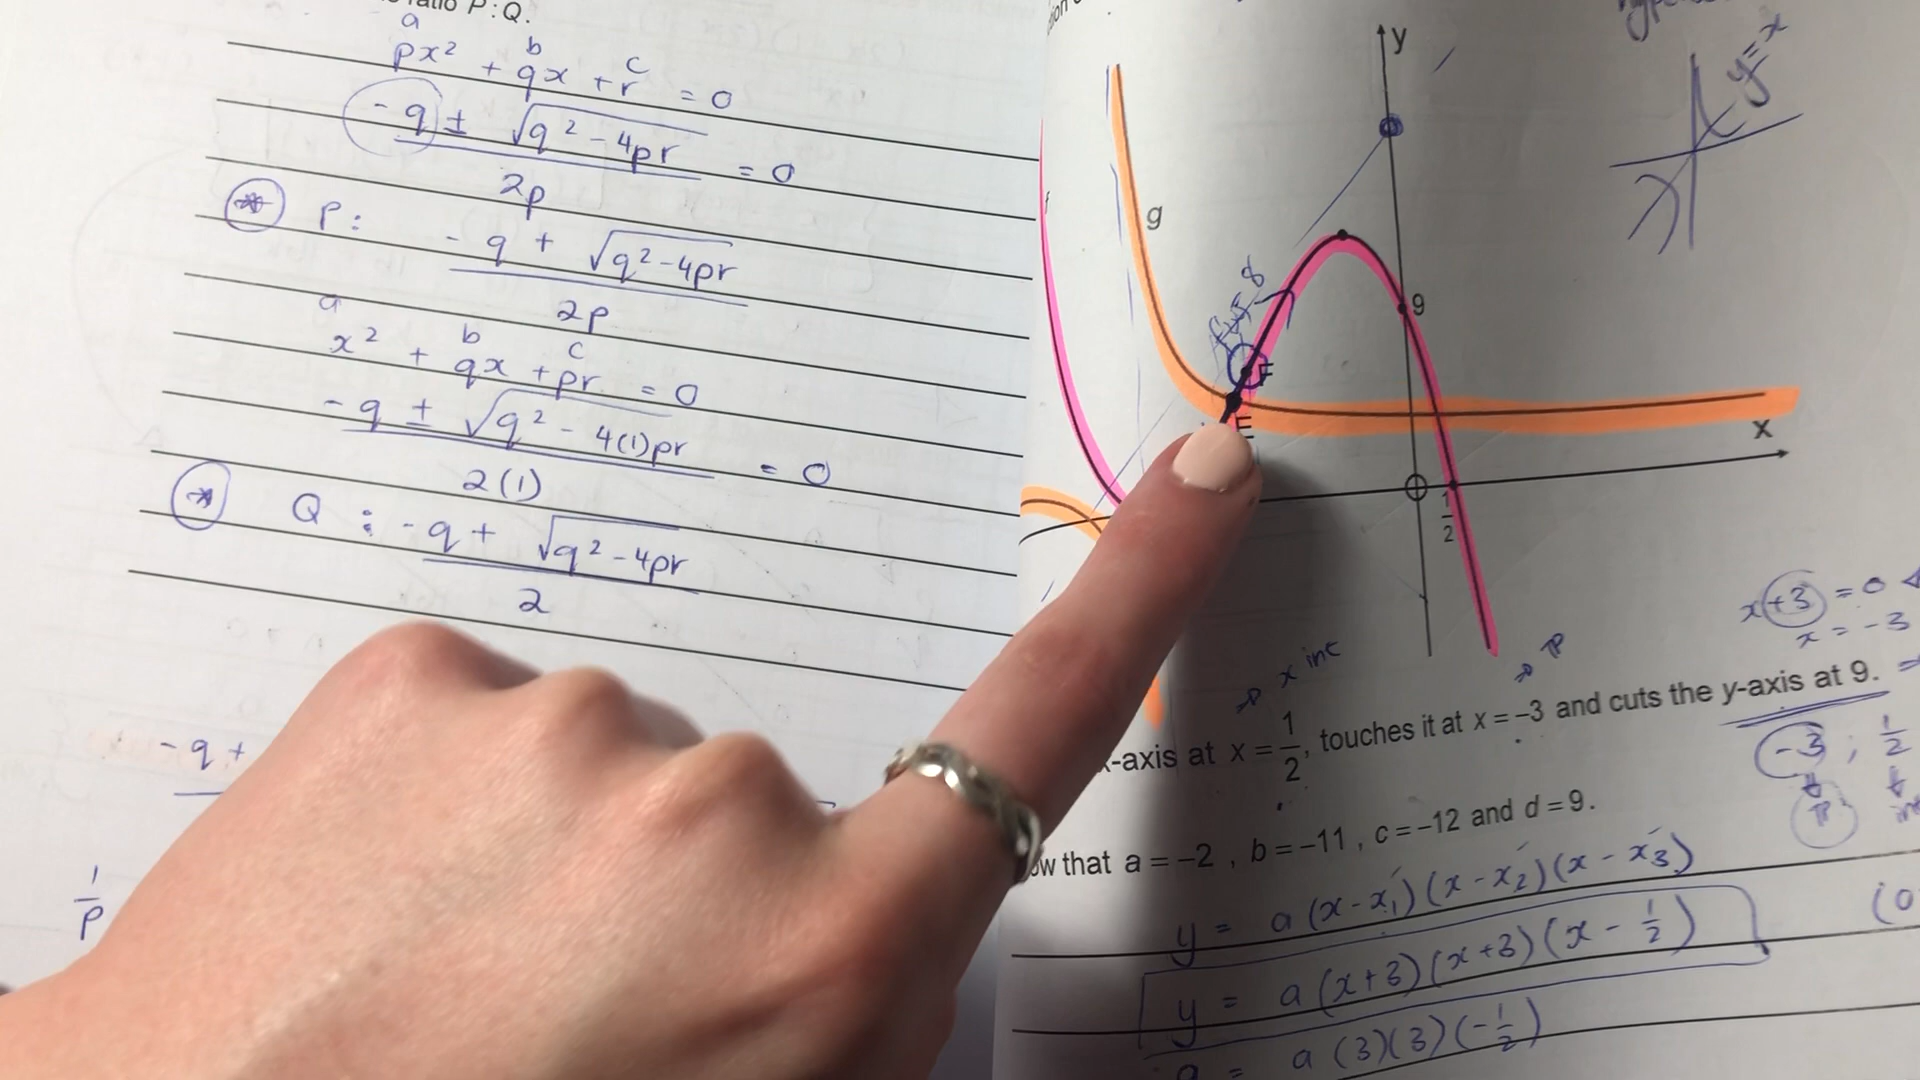 ratio P:Q.
a b c
px² + qx + r = 0
-q ± √q² - 4pr = 0
2p
P: -q + √q²-4pr
2p
a b c
x² + qx + pr = 0
-q ± √q² - 4(1)pr = 0
2(1)
Q : -q + √q²-4pr
2
-q +
1
p
y
g
9
8
F
E
x
1
2
y=x
x+3 = 0
x = -3
x int
x-axis at x = 1/2, touches it at x = -3 and cuts the y-axis at 9.
-3 ; 1/2
that a = -2 , b = -11 , c = -12 and d = 9.
y = a(x-x₁)(x-x₂)(x-x₃)
y = a(x+3)(x+3)(x-1/2)
a(3)(3)(-1/2)